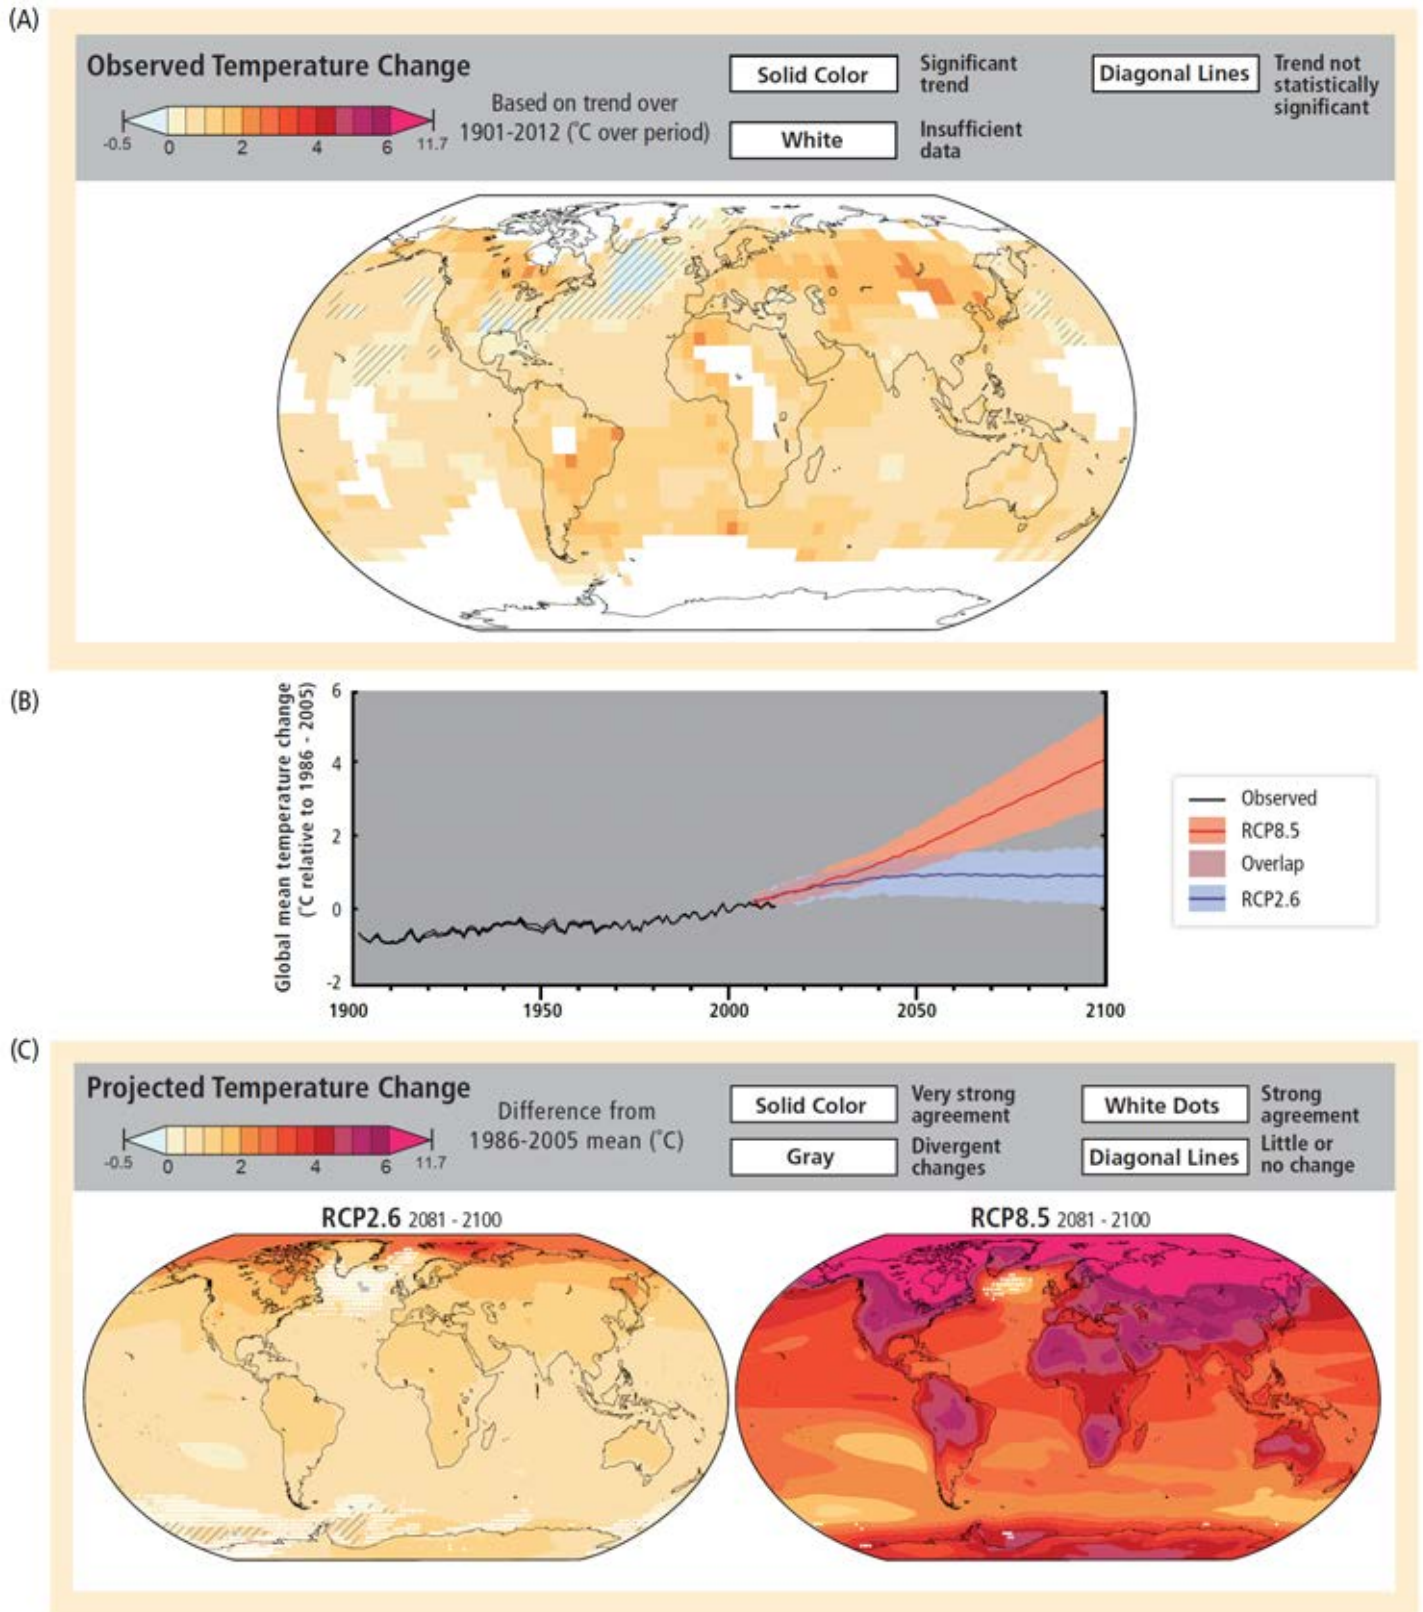 (A)
Observed Temperature Change
-0.5 0 2 4 6 11.7
Based on trend over
1901-2012 (˚C over period)
Solid Color
Significant
trend
White
Insufficient
data
Diagonal Lines
Trend not
statistically
significant
(B)
Global mean temperature change
(˚C relative to 1986 - 2005)
6
4
2
0
-2
1900 1950 2000 2050 2100
Observed
RCP8.5
Overlap
RCP2.6
(C)
Projected Temperature Change
-0.5 0 2 4 6 11.7
Difference from
1986-2005 mean (˚C)
Solid Color
Very strong
agreement
Gray
Divergent
changes
White Dots
Strong
agreement
Diagonal Lines
Little or
no change
RCP2.6 2081 - 2100
RCP8.5 2081 - 2100